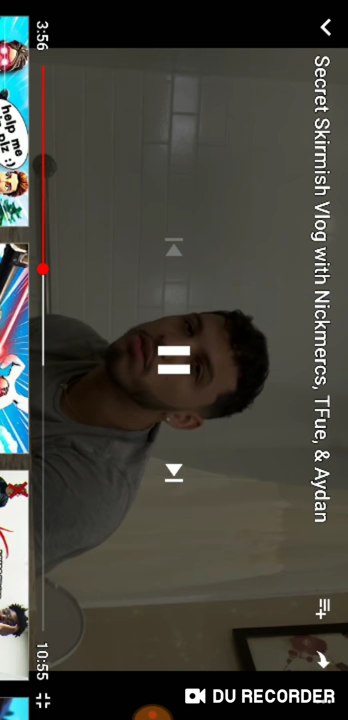 Secret Skirmish Vlog with Nickmercs, TFue, & Aydan
3:56
10:55
help me
plz :)
DU RECORDER